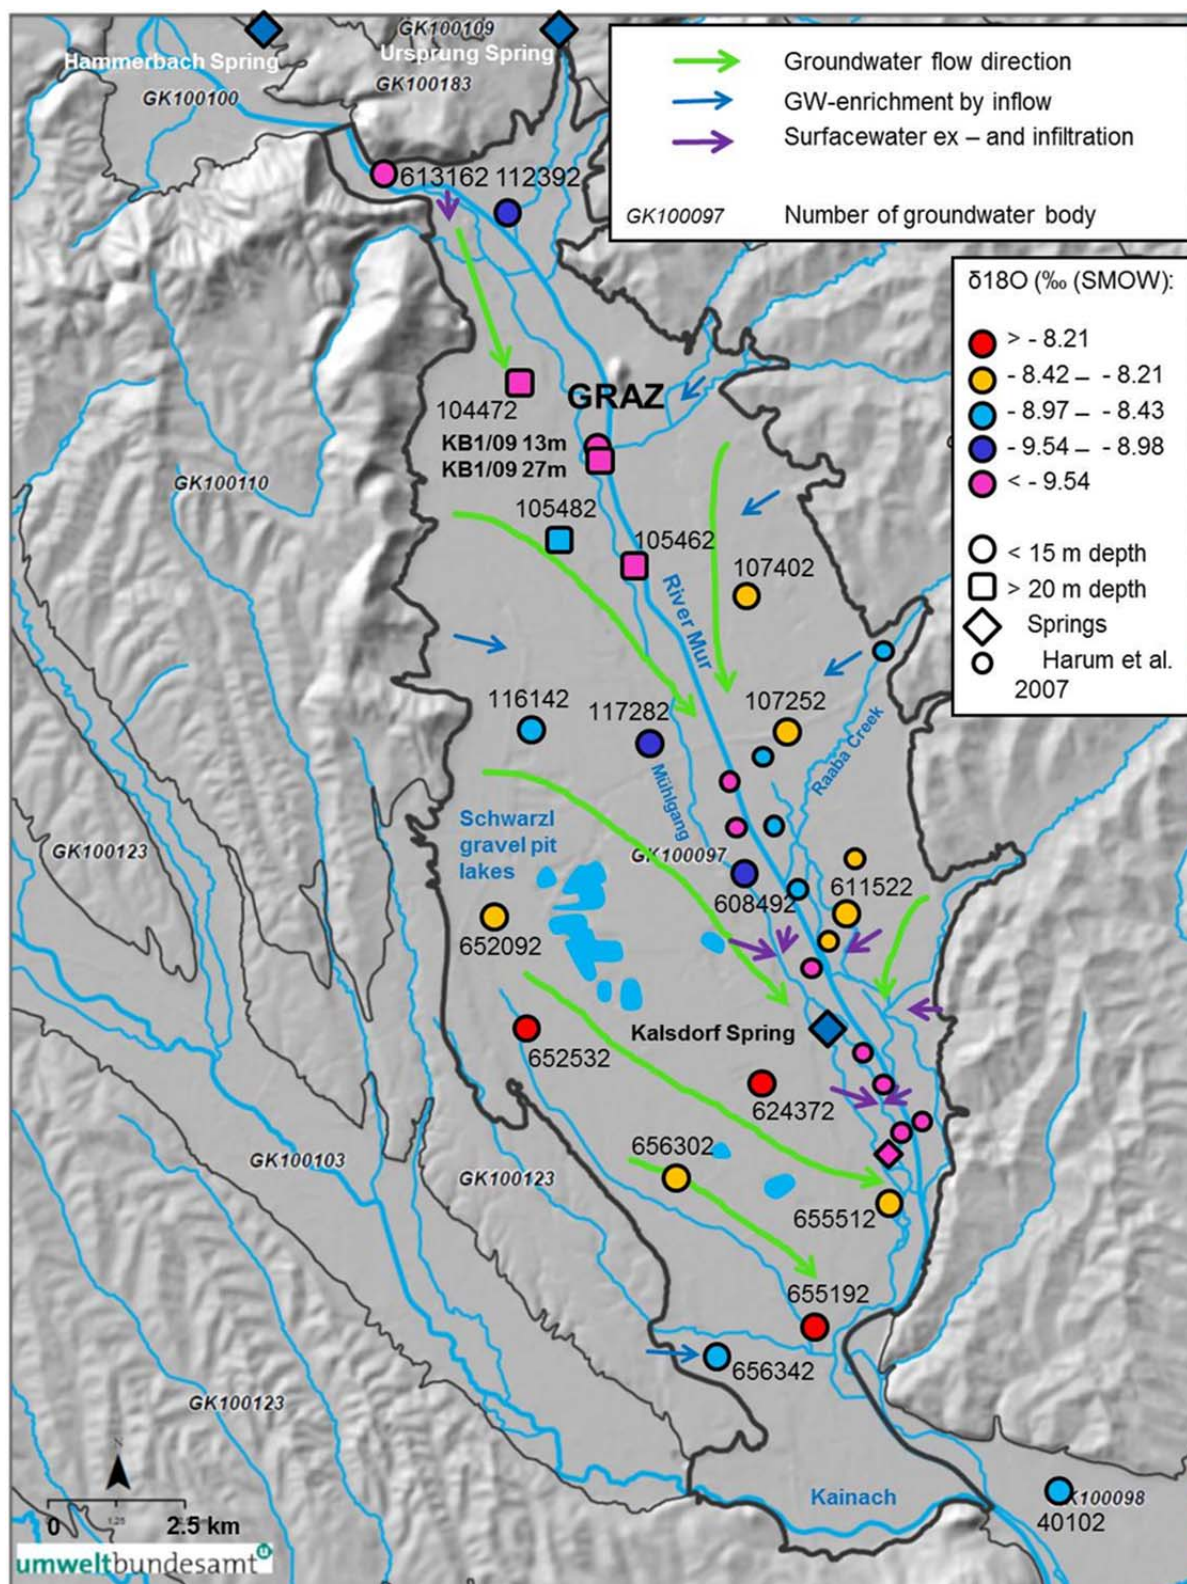 GK100109
Hammerbach Spring
Ursprung Spring
GK100183
GK100100
Groundwater flow direction
GW-enrichment by inflow
Surfacewater ex – and infiltration
GK100097 Number of groundwater body
613162 112392
δ18O (‰ (SMOW):
> - 8.21
- 8.42 – - 8.21
- 8.97 – - 8.43
- 9.54 – - 8.98
< - 9.54
< 15 m depth
> 20 m depth
Springs
Harum et al.
2007
104472
GRAZ
KB1/09 13m
KB1/09 27m
GK100110
105482
105462
107402
River Mur
116142
117282
107252
Raaba Creek
Mühlgang
Schwarzl
gravel pit
lakes
GK100123
GK100097
608492
611522
652092
Kalsdorf Spring
652532
624372
656302
GK100103
GK100123
655512
655192
656342
GK100123
Kainach
K100098
40102
0 1.25 2.5 km
umweltbundesamt